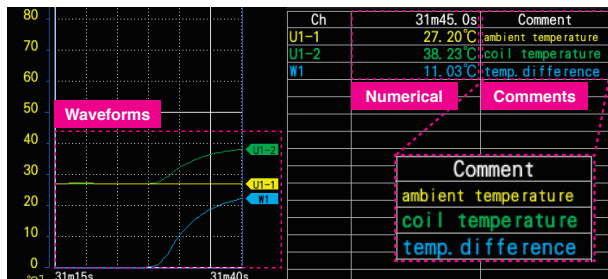 80
70
60
50
40
30
20
10
0
31m15s
31m40s
Waveforms
U1-2
U1-1
W1
Ch 31m45.0s Comment
U1-1 27.20℃ ambient temperature
U1-2 38.23℃ coil temperature
W1 11.03℃ temp.difference
Numerical
Comments
Comment
ambient temperature
coil temperature
temp.difference